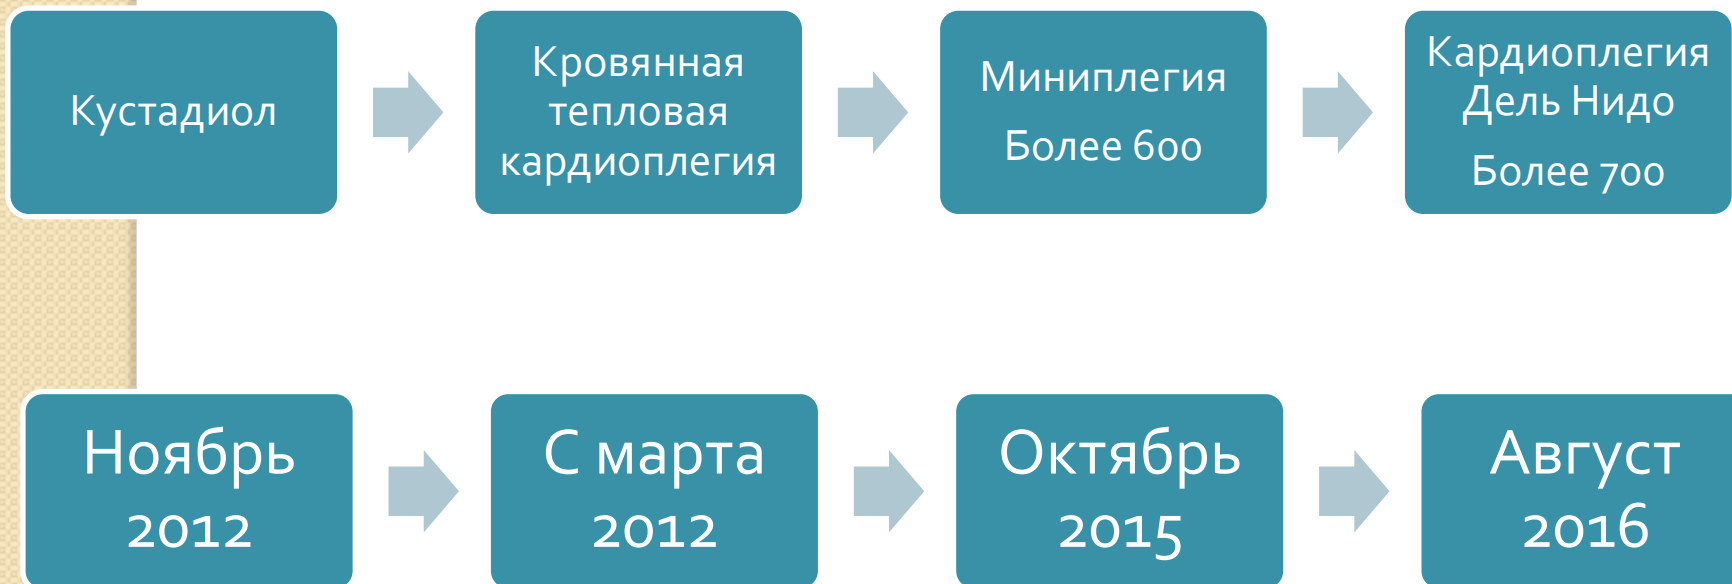 Кустадиол
Кровянная
тепловая
кардиоплегия
Миниплегия
Более 600
Кардиоплегия
Дель Нидо
Более 700
Ноябрь
2012
С марта
2012
Октябрь
2015
Август
2016